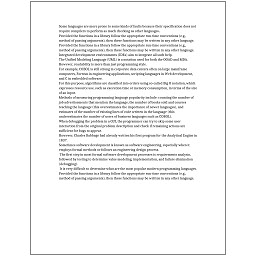 Some languages are more prone to some kinds of faults because their specification does not
require compilers to perform as much checking as other languages.
Provided the functions in a library follow the appropriate run-time conventions (e.g.,
method of passing arguments), then these functions may be written in any other language.
Provided the functions in a library follow the appropriate run-time conventions (e.g.,
method of passing arguments), then these functions may be written in any other language.
Integrated development environments (IDEs) aim to integrate all such help.
The Unified Modeling Language (UML) is a notation used for both the OOAD and MDA.
However, readability is more than just programming style.
For example, COBOL is still strong in corporate data centers often on large mainframe
computers, Fortran in engineering applications, scripting languages in Web development,
and C in embedded software.
For this purpose, algorithms are classified into orders using so-called Big O notation, which
expresses resource use, such as execution time or memory consumption, in terms of the size
of an input.
Methods of measuring programming language popularity include: counting the number of
job advertisements that mention the language, the number of books sold and courses
teaching the language (this overestimates the importance of newer languages), and
estimates of the number of existing lines of code written in the language (this
underestimates the number of users of business languages such as COBOL).
When debugging the problem in a GUI, the programmer can try to skip some user
interaction from the original problem description and check if remaining actions are
sufficient for bugs to appear.
However, Charles Babbage had already written his first program for the Analytical Engine in
1837.
Sometimes software development is known as software engineering, especially when it
employs formal methods or follows an engineering design process.
The first step in most formal software development processes is requirements analysis,
followed by testing to determine value modeling, implementation, and failure elimination
(debugging).
It is very difficult to determine what are the most popular modern programming languages.
Provided the functions in a library follow the appropriate run-time conventions (e.g.,
method of passing arguments), then these functions may be written in any other language.